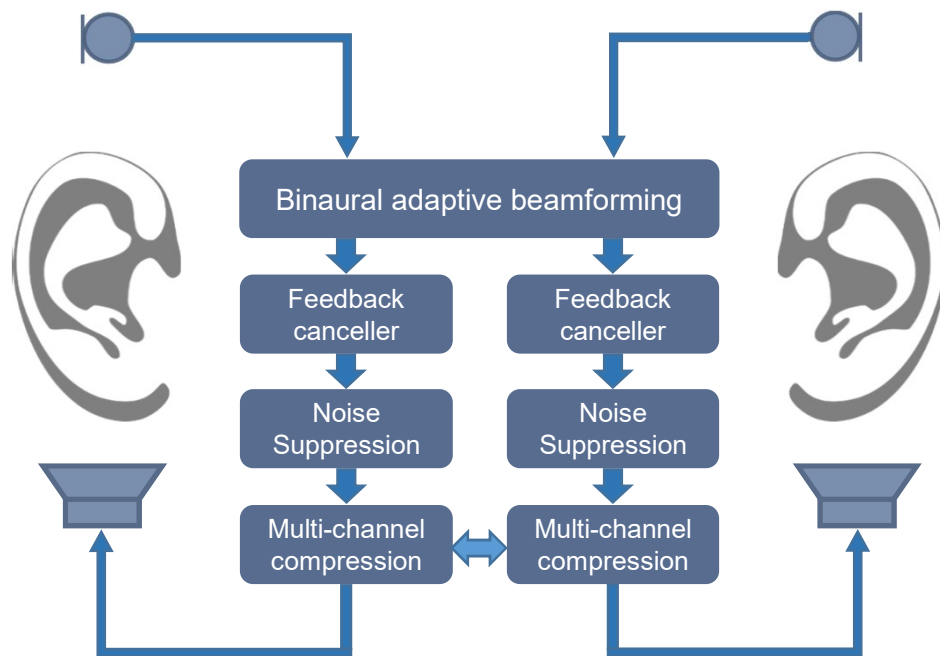 Binaural adaptive beamforming
Feedback
canceller
Feedback
canceller
Noise
Suppression
Noise
Suppression
Multi-channel
compression
Multi-channel
compression